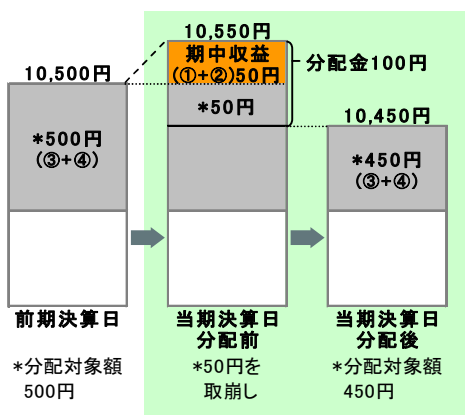 10,550円
期中収益
(①+②)50円
分配金100円
10,500円
*50円
10,450円
*500円
(③+④)
*450円
(③+④)
前期決算日
当期決算日
分配前
当期決算日
分配後
*分配対象額
500円
*50円を
取崩し
*分配対象額
450円